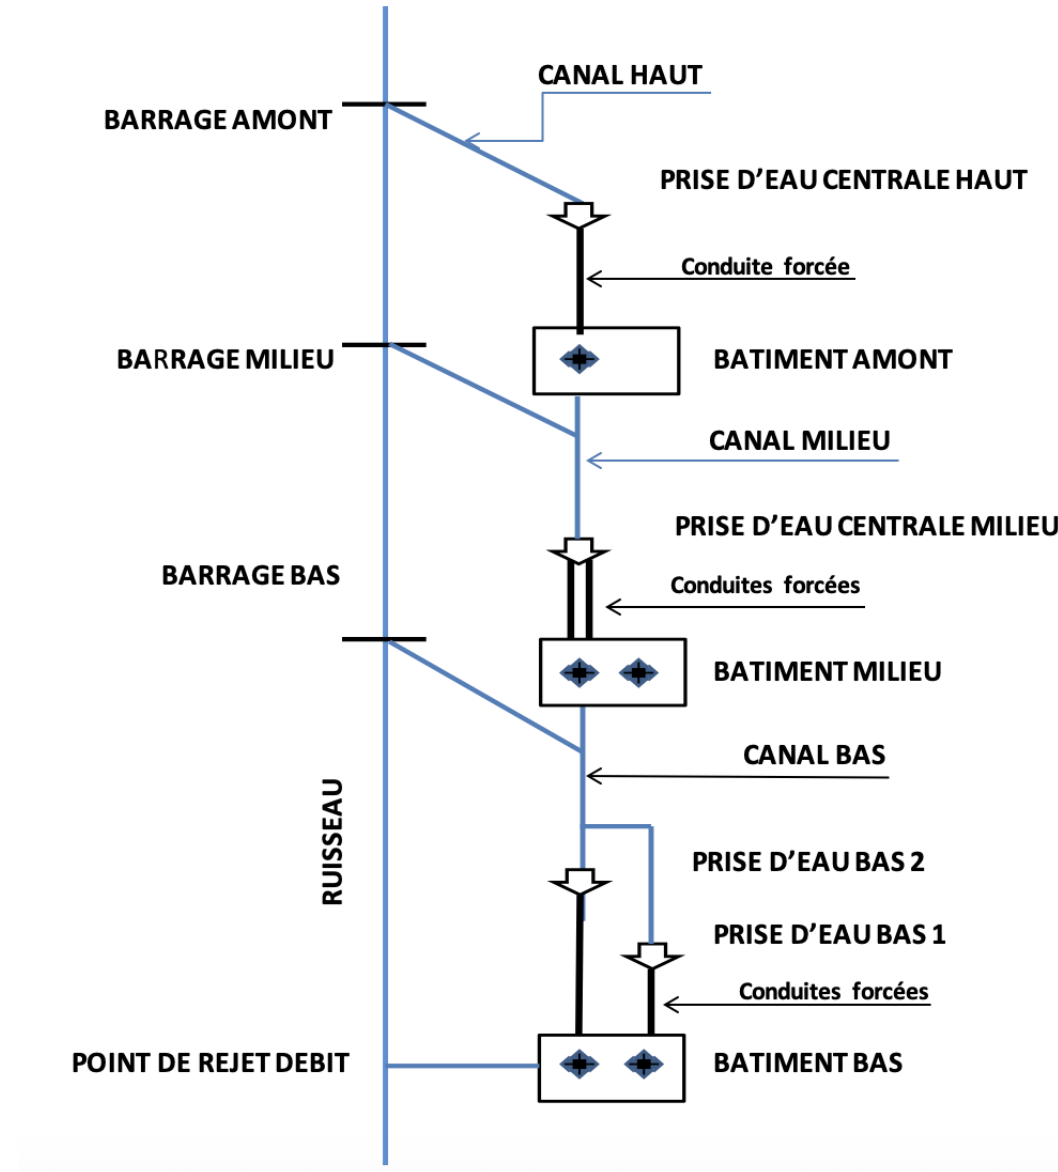 CANAL HAUT
BARRAGE AMONT
PRISE D'EAU CENTRALE HAUT
Conduite forcée
BARRAGE MILIEU
BATIMENT AMONT
CANAL MILIEU
PRISE D'EAU CENTRALE MILIEU
BARRAGE BAS
Conduites forcées
BATIMENT MILIEU
CANAL BAS
RUISSEAU
PRISE D'EAU BAS 2
PRISE D'EAU BAS 1
Conduites forcées
POINT DE REJET DEBIT
BATIMENT BAS